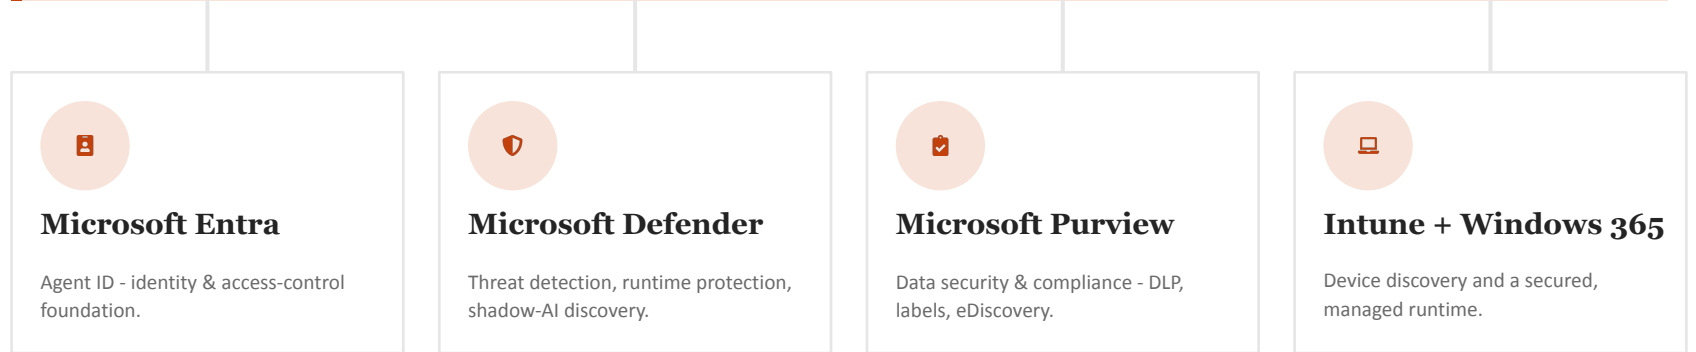 Microsoft Entra
Agent ID - identity & access-control
foundation.
Microsoft Defender
Threat detection, runtime protection,
shadow-AI discovery.
Microsoft Purview
Data security & compliance - DLP,
labels, eDiscovery.
Intune + Windows 365
Device discovery and a secured,
managed runtime.